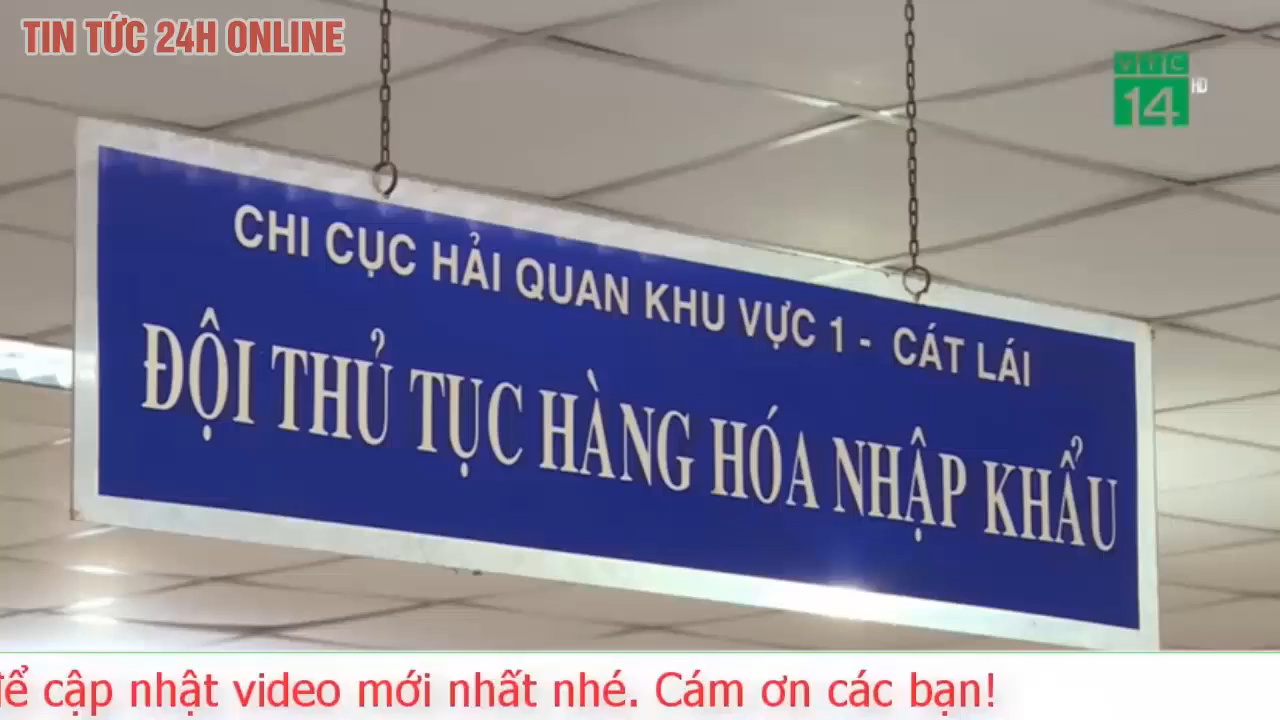 TIN TỨC 24H ONLINE
VTC
14 HD
CHI CỤC HẢI QUAN KHU VỰC 1 - CÁT LÁI
ĐỘI THỦ TỤC HÀNG HÓA NHẬP KHẨU
để cập nhật video mới nhất nhé. Cám ơn các bạn!